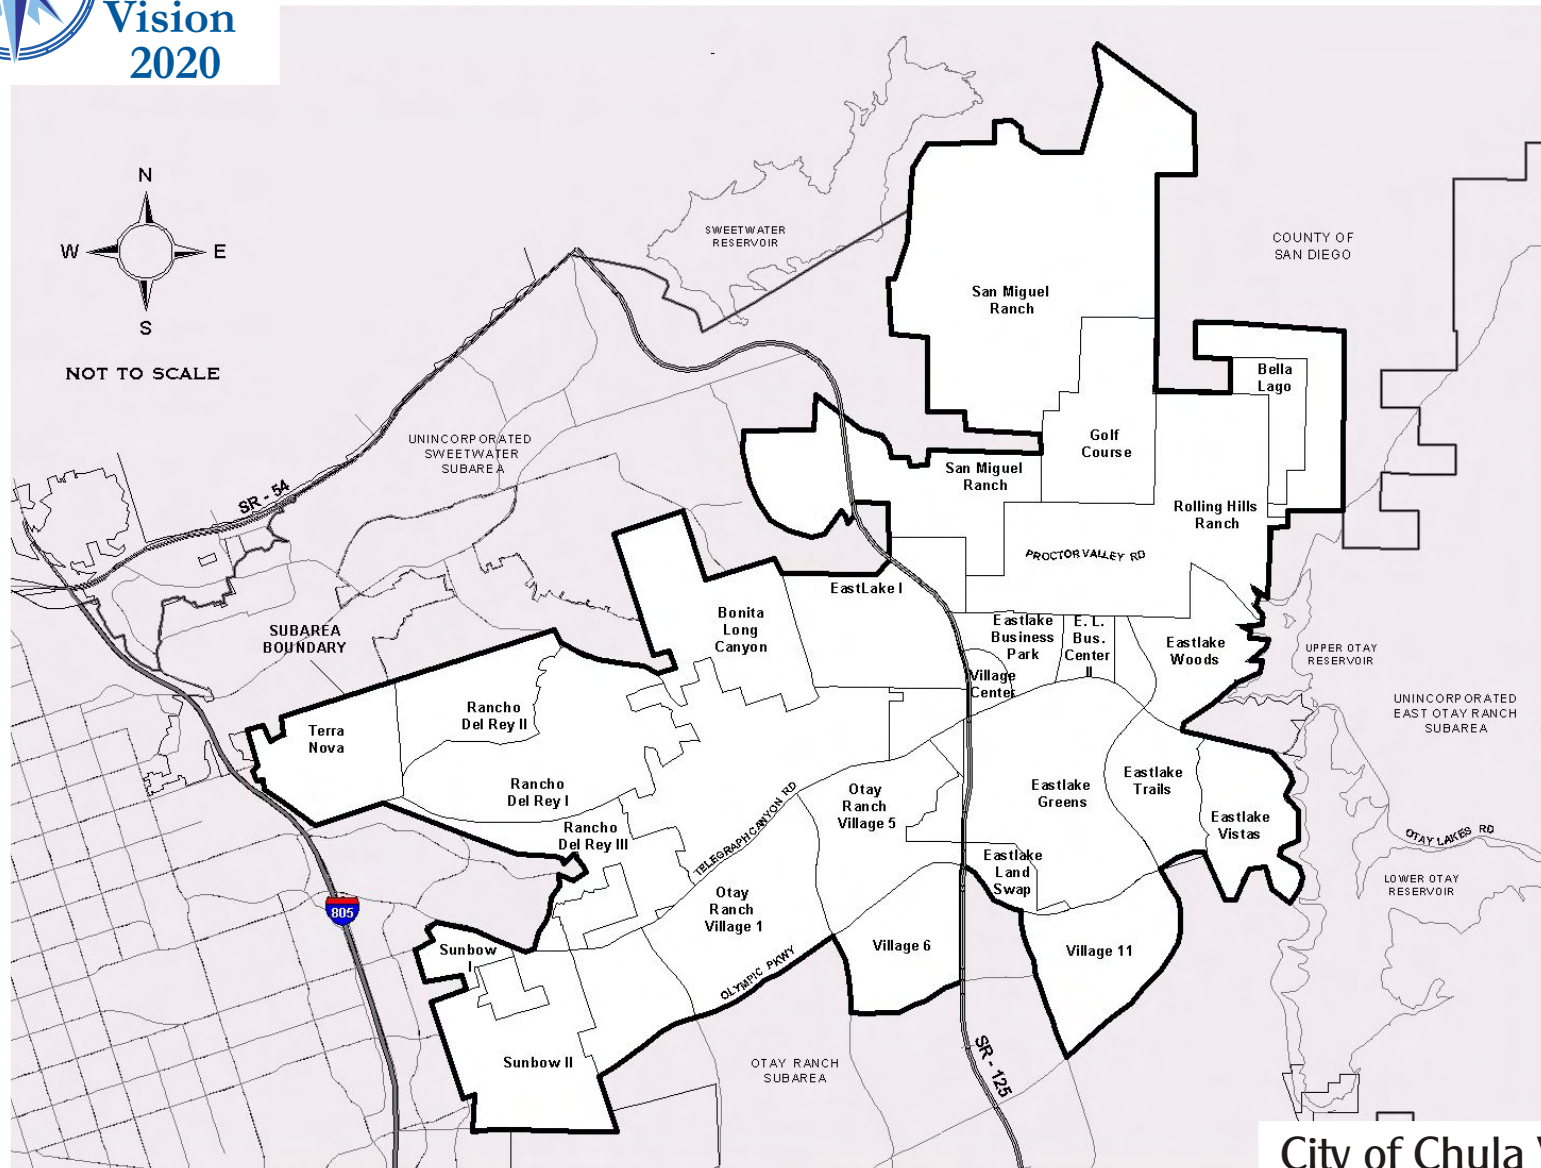 Vision
2020
N
W
E
S
NOT TO SCALE
SWEETWATER
RESERVOIR
COUNTY OF
SAN DIEGO
San Miguel
Ranch
Bella
Lago
Golf
Course
UNINCORPORATED
SWEETWATER
SUBAREA
SR - 54
San Miguel
Ranch
Rolling Hills
Ranch
PROCTOR VALLEY RD
EastLake I
Bonita
Long
Canyon
SUBAREA
BOUNDARY
Eastlake
Business
Park
E. L.
Bus.
Center
II
Eastlake
Woods
UPPER OTAY
RESERVOIR
Village
Center
UNINCORPORATED
EAST OTAY RANCH
SUBAREA
Rancho
Del Rey II
Terra
Nova
Rancho
Del Rey I
Otay
Ranch
Village 5
Eastlake
Greens
Eastlake
Trails
Eastlake
Vistas
Rancho
Del Rey III
TELEGRAPH CANYON RD
OTAY LAKES RD
Eastlake
Land
Swap
LOWER OTAY
RESERVOIR
805
Otay
Ranch
Village 1
Sunbow
I
Village 6
Village 11
OLYMPIC PKWY
Sunbow II
OTAY RANCH
SUBAREA
SR - 125
City of Chula V